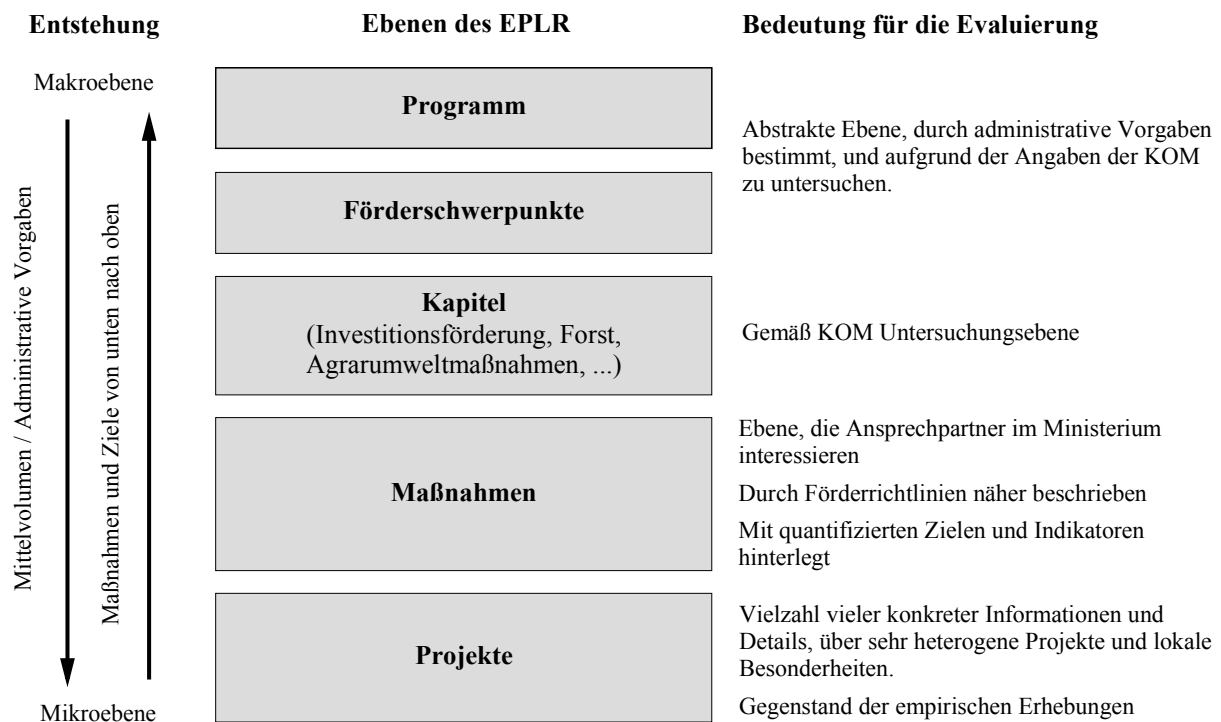 Entstehung
Ebenen des EPLR
Bedeutung für die Evaluierung
Makroebene
Mittelvolumen / Administrative Vorgaben
Maßnahmen und Ziele von unten nach oben
Mikroebene
Programm
Förderschwerpunkte
Kapitel
(Investitionsförderung, Forst,
Agrarumweltmaßnahmen, ...)
Maßnahmen
Projekte
Abstrakte Ebene, durch administrative Vorgaben
bestimmt, und aufgrund der Angaben der KOM
zu untersuchen.
Gemäß KOM Untersuchungsebene
Ebene, die Ansprechpartner im Ministerium
interessieren
Durch Förderrichtlinien näher beschrieben
Mit quantifizierten Zielen und Indikatoren
hinterlegt
Vielzahl vieler konkreter Informationen und
Details, über sehr heterogene Projekte und lokale
Besonderheiten.
Gegenstand der empirischen Erhebungen